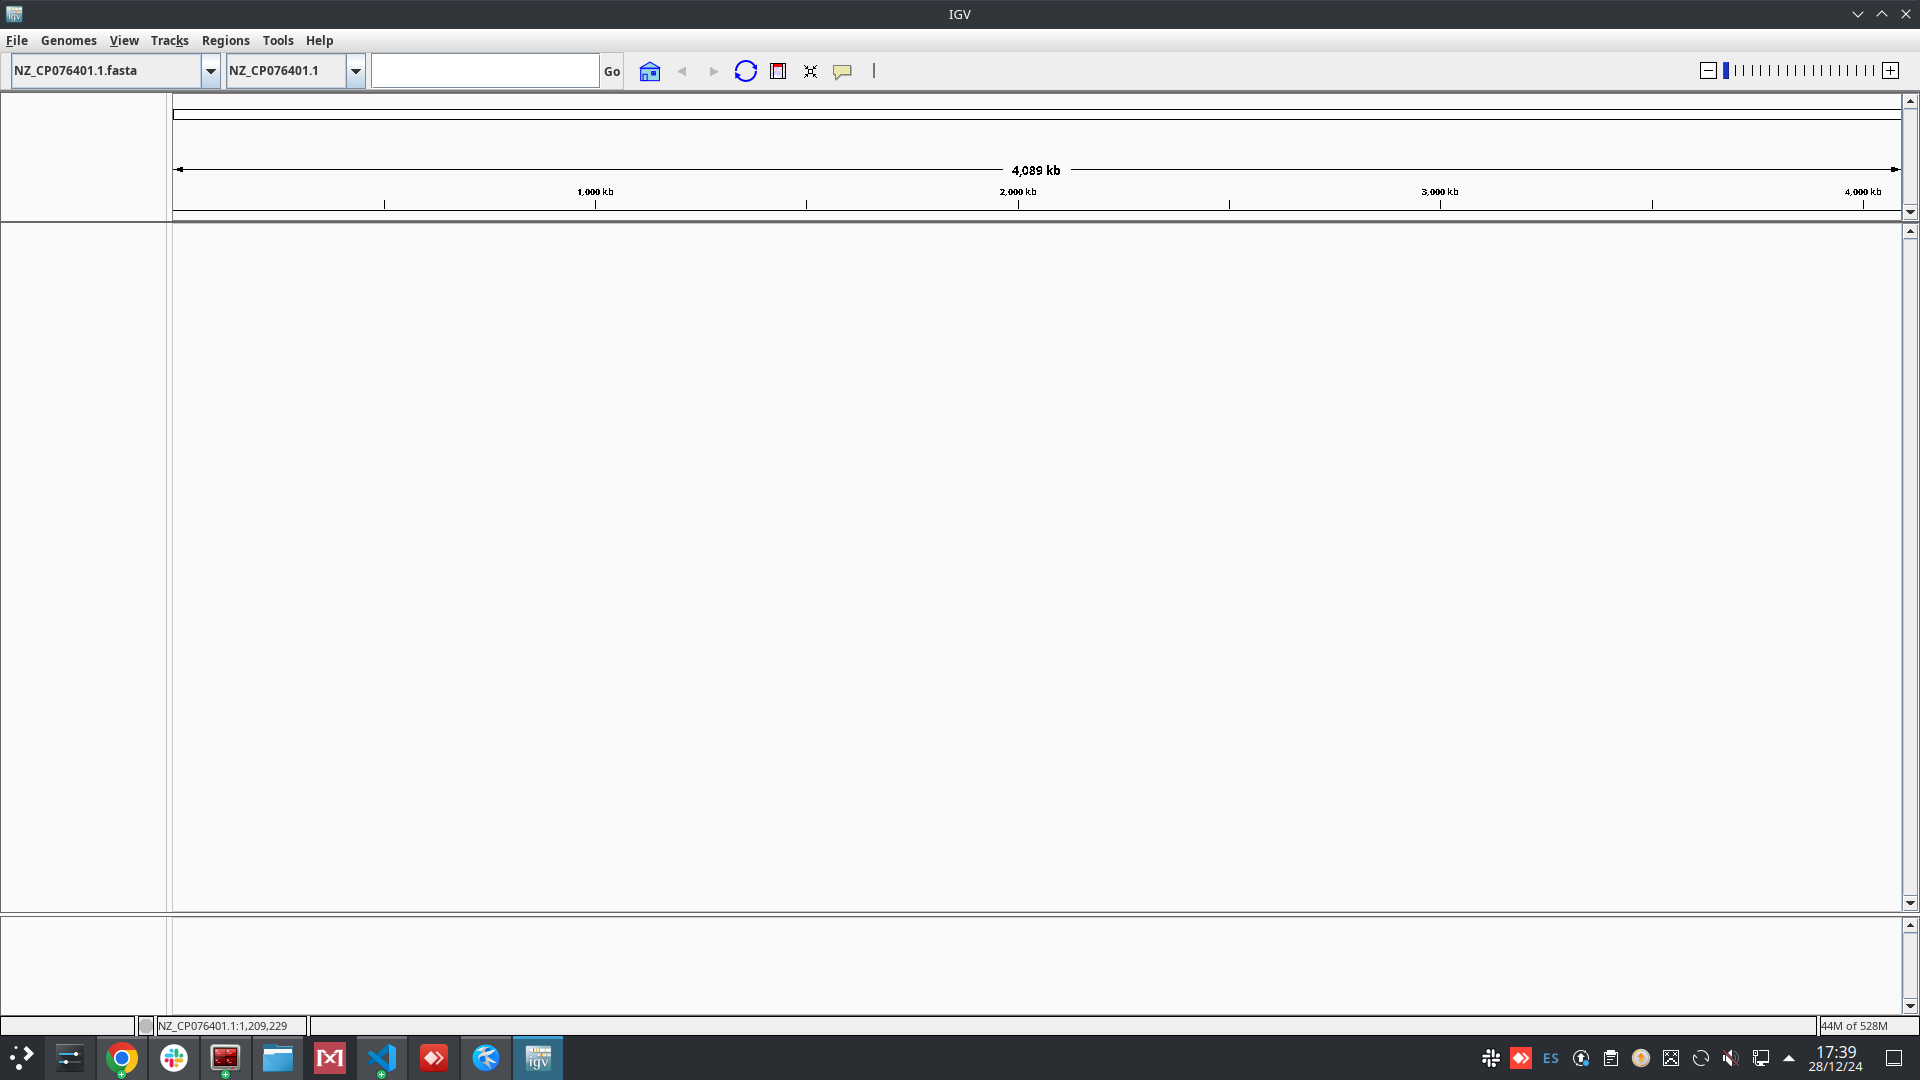 IGV
File Genomes View Tracks Regions Tools Help
NZ_CP076401.1.fasta NZ_CP076401.1 Go
4,089 kb
1,000 kb 2,000 kb 3,000 kb 4,000 kb
NZ_CP076401.1:1,209,229 44M of 528M
igv ES 17:39
28/12/24